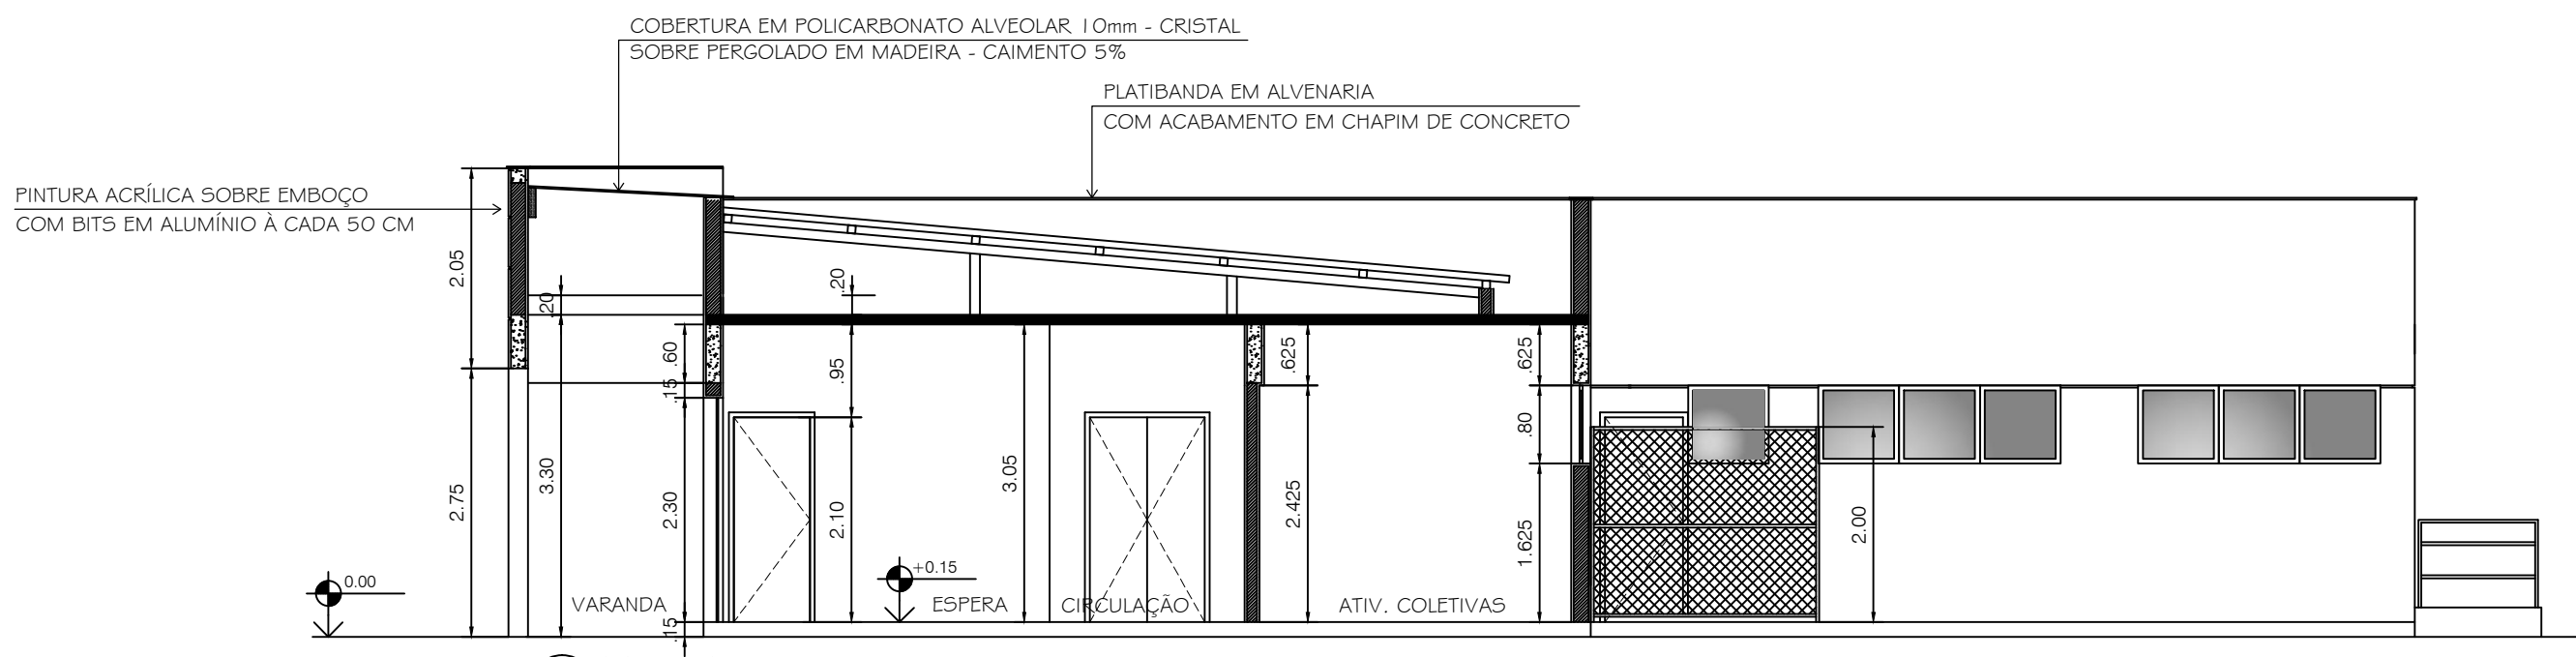 COBERTURA EM POLICARBONATO ALVEOLAR 10mm - CRISTAL
SOBRE PERGOLADO EM MADEIRA - CAIMENTO 5%
PLATIBANDA EM ALVENARIA
COM ACABAMENTO EM CHAPIM DE CONCRETO
PINTURA ACRÍLICA SOBRE EMBOÇO
COM BITS EM ALUMÍNIO À CADA 50 CM
2.05
.20
.20
.60
.15
.95
.625
.625
.80
2.75
3.30
2.30
2.10
3.05
2.425
1.625
2.00
0.00
+0.15
VARANDA
ESPERA
CIRCULAÇÃO
ATIV. COLETIVAS
.15